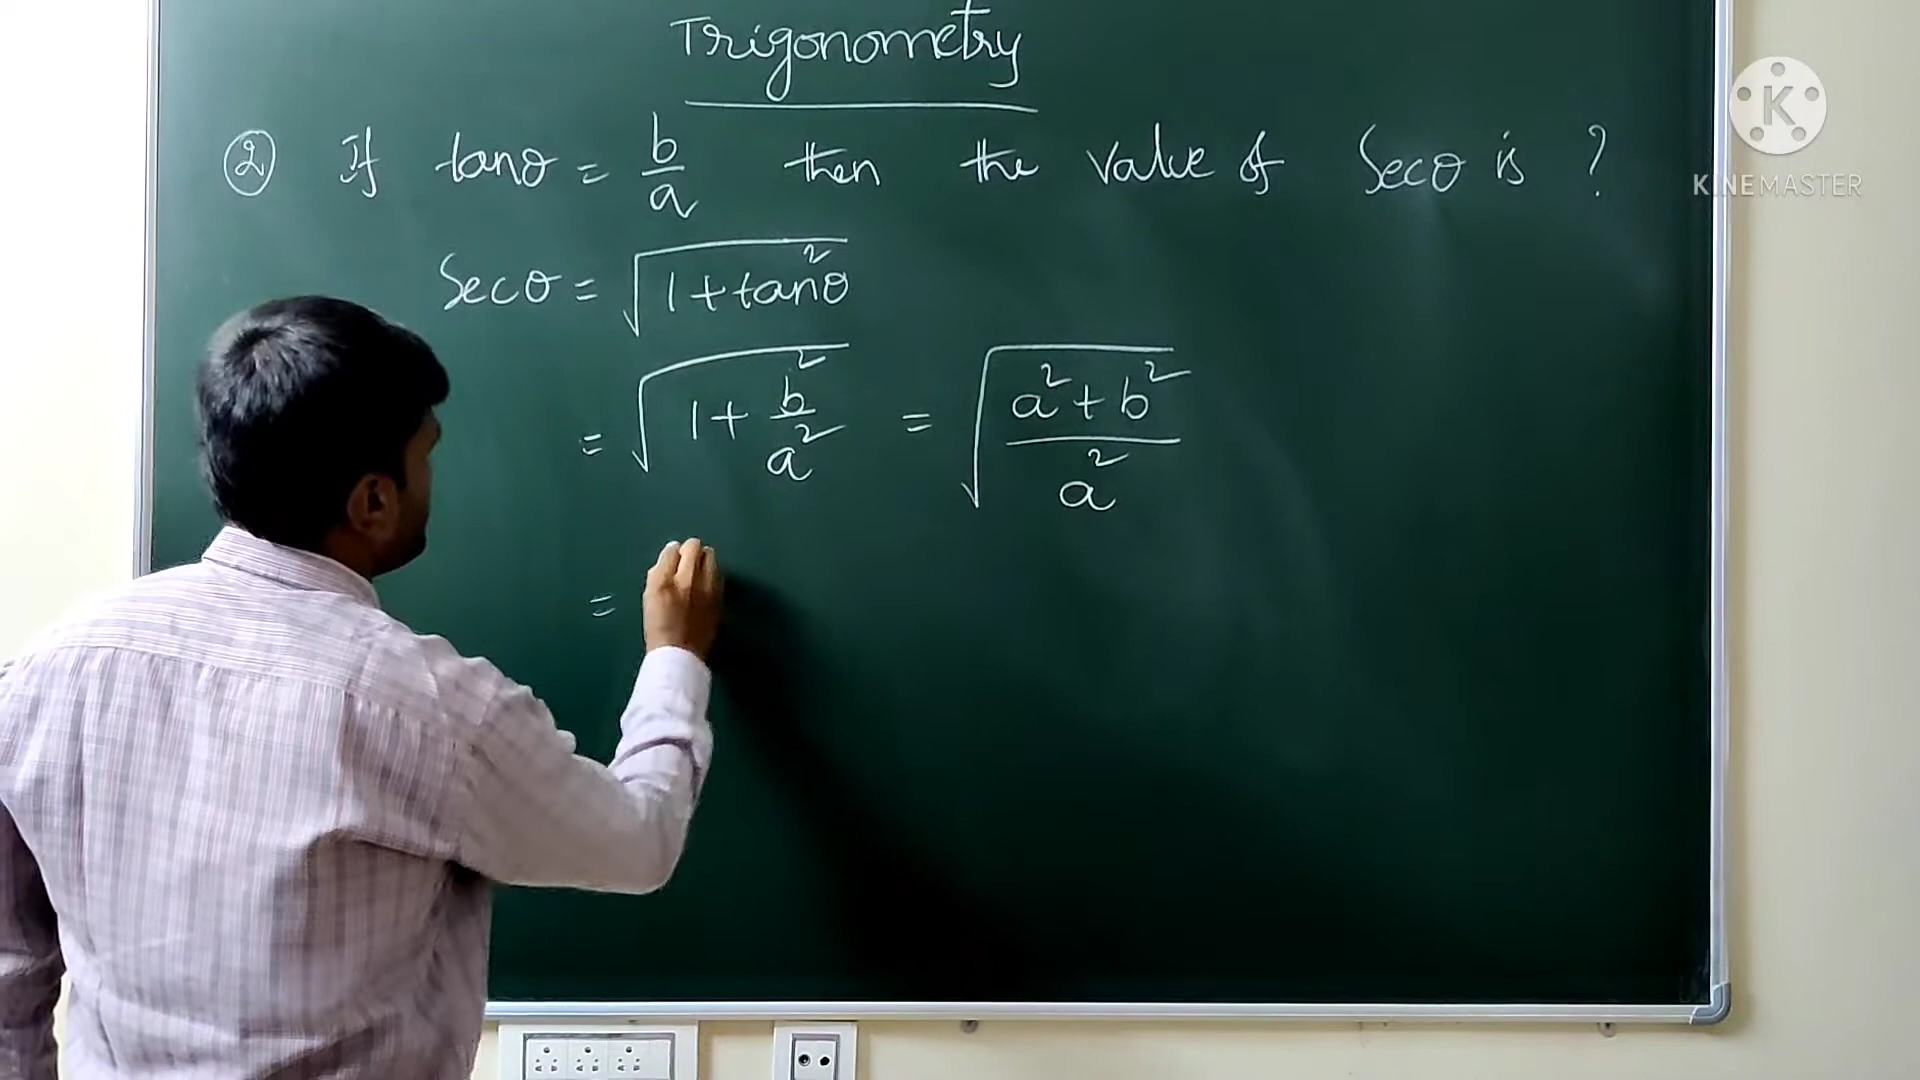 Trigonometry
② If tanθ = b/a then the value of Secθ is ?
Secθ = √(1+tan²θ)
= √(1 + b²/a²) = √((a²+b²)/a²)
=
K
KINEMASTER